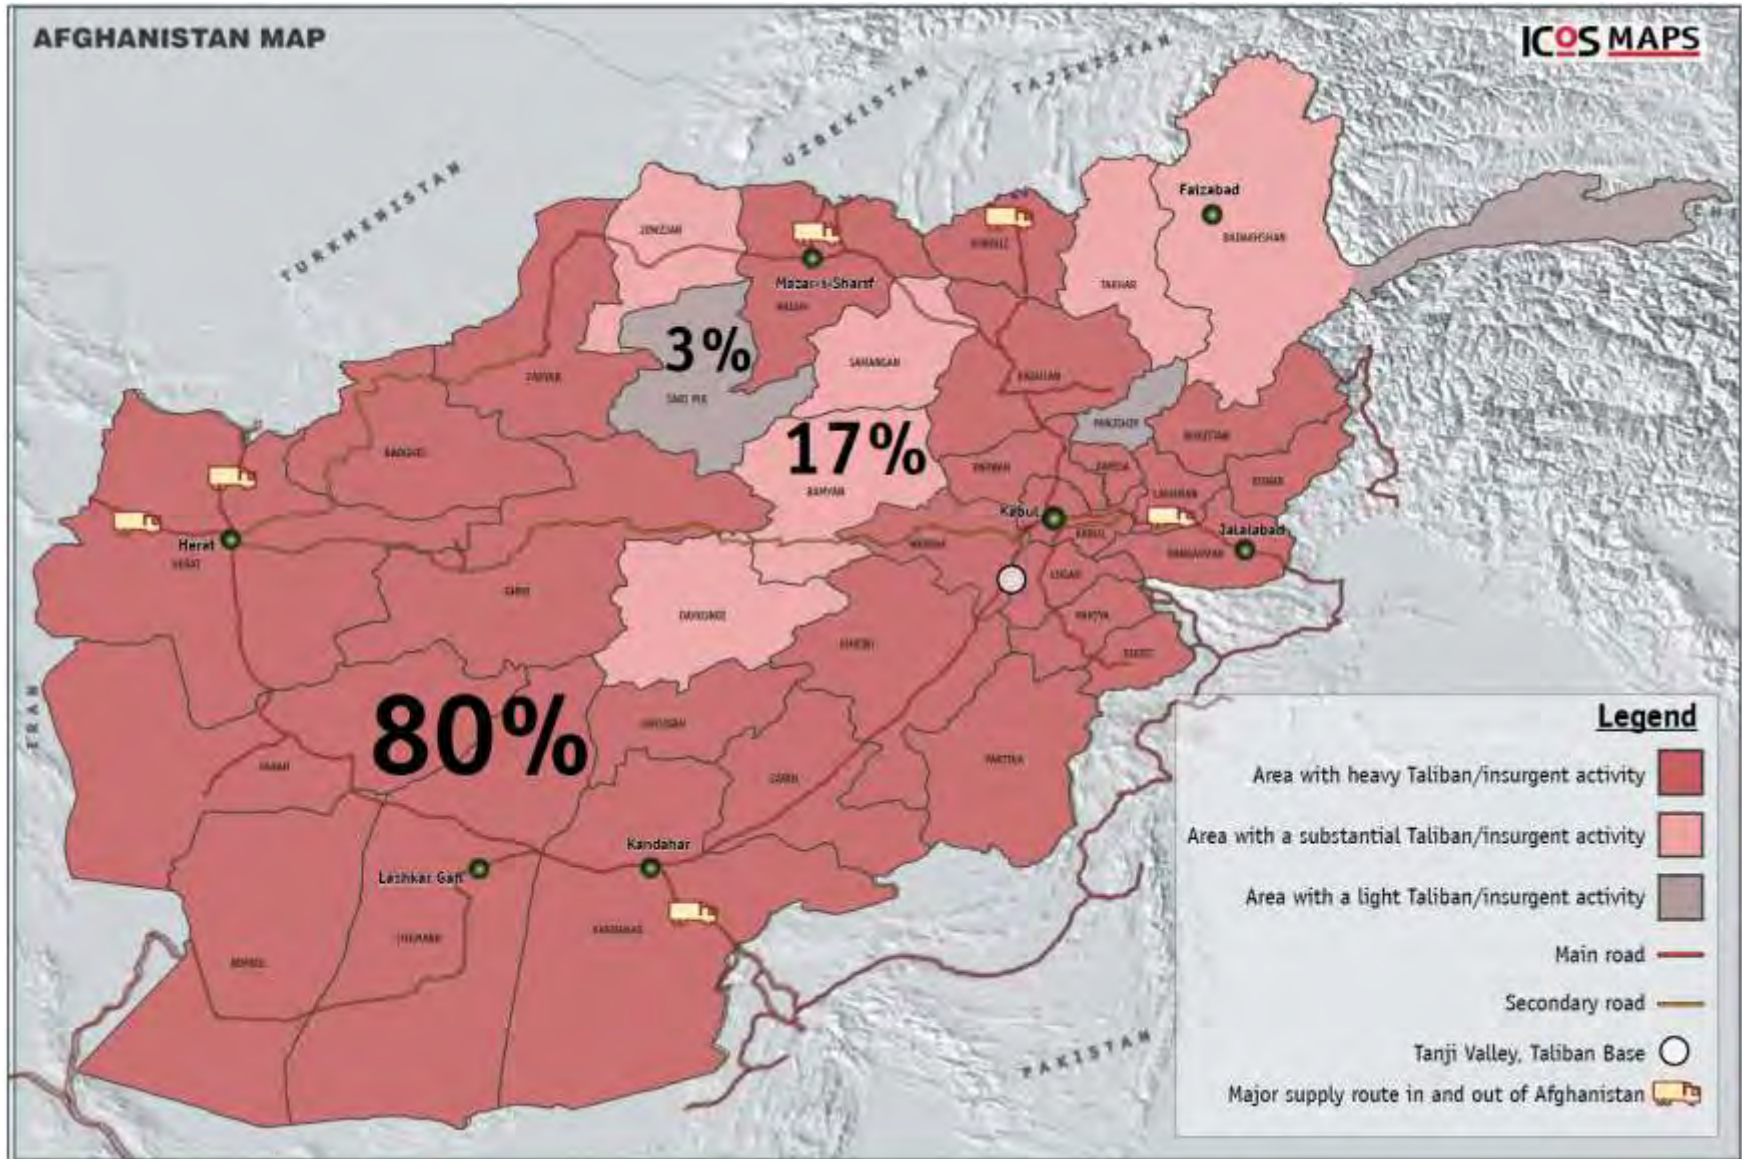 AFGHANISTAN MAP
ICOS MAPS
TAJIKISTAN
UZBEKISTAN
TURKMENISTAN
Faizabad
BADAKHSHAN
JOWZJAN
KUNDUZ
Mazar-i-Sharif
BALKH
TAKHAR
3%
SAMANGAN
FARYAB
BAGHLAN
SARI PUL
PANJSHIR
17%
BADGHIS
BAMYAN
PARWAN
KAPISA
LAGHMAN
KUNAR
Kabul
KABUL
Jalalabad
Herat
HERAT
WARDAK
NANGARHAR
LOGAR
GHOR
DAYKUNDI
PAKTYA
GHAZNI
KHOST
IRAN
80%
URUZGAN
FARAH
ZABUL
PAKTIKA
Kandahar
Lashkar Gah
KANDAHAR
HELMAND
NIMROZ
PAKISTAN
Legend
Area with heavy Taliban/insurgent activity
Area with a substantial Taliban/insurgent activity
Area with a light Taliban/insurgent activity
Main road
Secondary road
Tanji Valley, Taliban Base
Major supply route in and out of Afghanistan